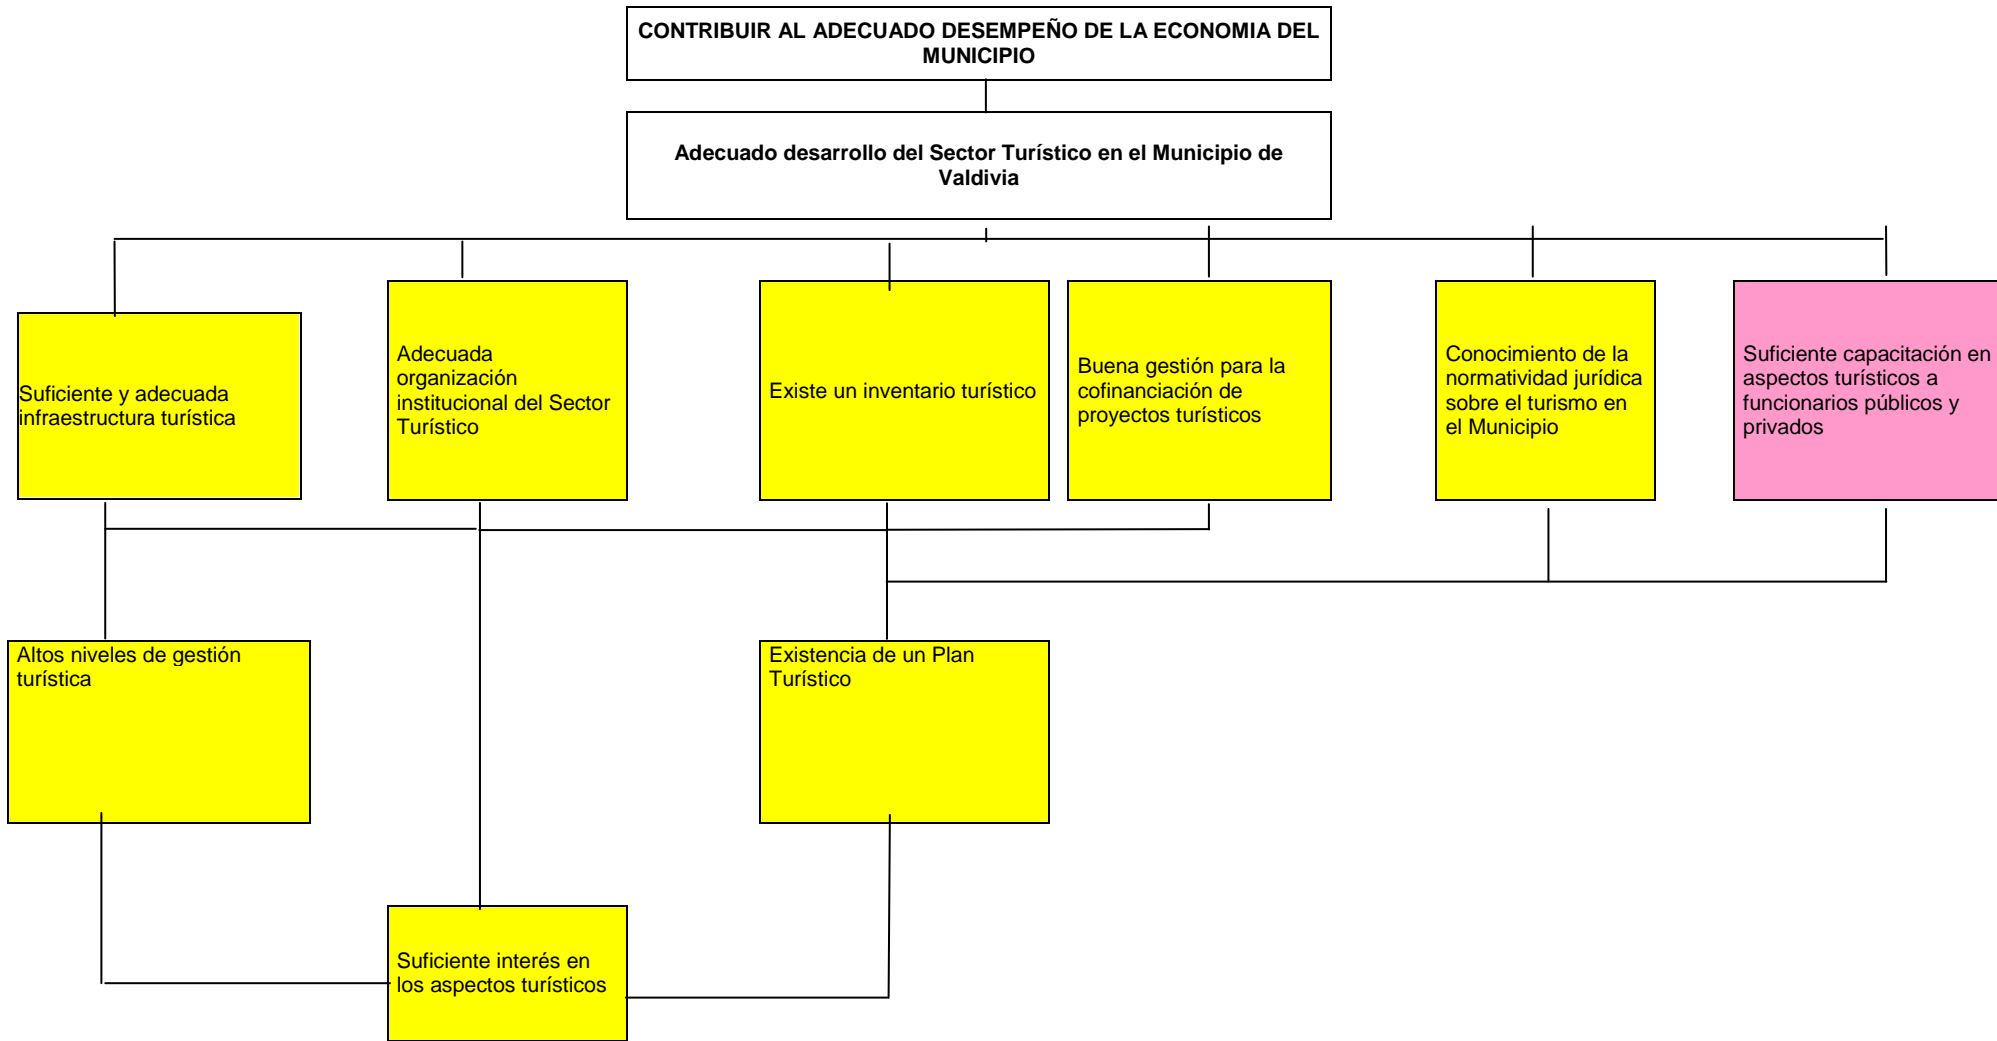 CONTRIBUIR AL ADECUADO DESEMPEÑO DE LA ECONOMIA DEL
MUNICIPIO
Adecuado desarrollo del Sector Turístico en el Municipio de
Valdivia
Suficiente y adecuada
infraestructura turística
Adecuada
organización
institucional del Sector
Turístico
Existe un inventario turístico
Buena gestión para la
cofinanciación de
proyectos turísticos
Conocimiento de la
normatividad jurídica
sobre el turismo en
el Municipio
Suficiente capacitación en
aspectos turísticos a
funcionarios públicos y
privados
Altos niveles de gestión
turística
Existencia de un Plan
Turístico
Suficiente interés en
los aspectos turísticos